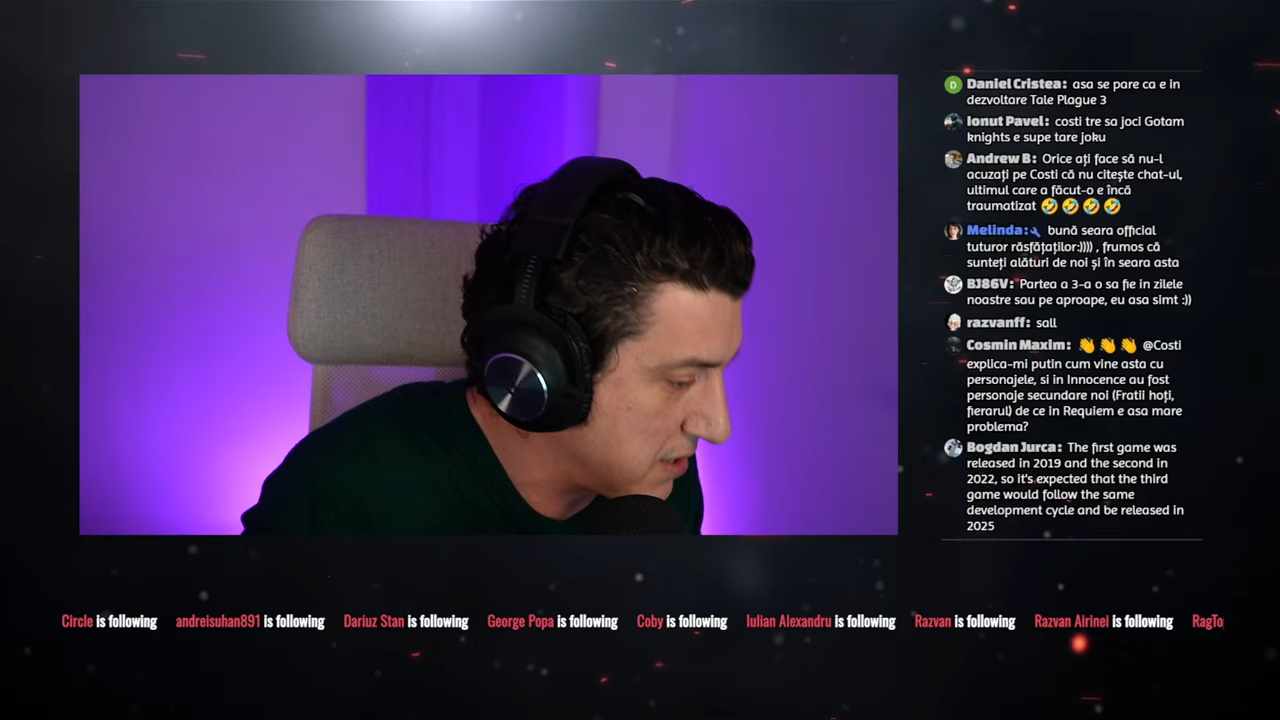 D Daniel Cristea: asa se pare ca e in
dezvoltare Tale Plague 3
Ionut Pavel: costi tre sa joci Gotam
knights e supe tare joku
Andrew B: Orice ați face să nu-l
acuzați pe Costi că nu citește chat-ul,
ultimul care a făcut-o e încă
traumatizat 🤣🤣🤣🤣
Melinda:🔧 bună seara official
tuturor răsfățaților:)))) , frumos că
sunteți alături de noi și în seara asta
BJ86V: Partea a 3-a o sa fie in zilele
noastre sau pe aproape, eu asa simt :))
razvanff: sall
Cosmin Maxim: 👏👏👏 @Costi
explica-mi putin cum vine asta cu
personajele, si in Innocence au fost
personaje secundare noi (Fratii hoți,
fierarul) de ce in Requiem e asa mare
problema?
Bogdan Jurca: The first game was
released in 2019 and the second in
2022, so it's expected that the third
game would follow the same
development cycle and be released in
2025
Circle is following andreisuhan891 is following Dariuz Stan is following George Popa is following Coby is following Iulian Alexandru is following Razvan is following Razvan Airinei is following RagTo